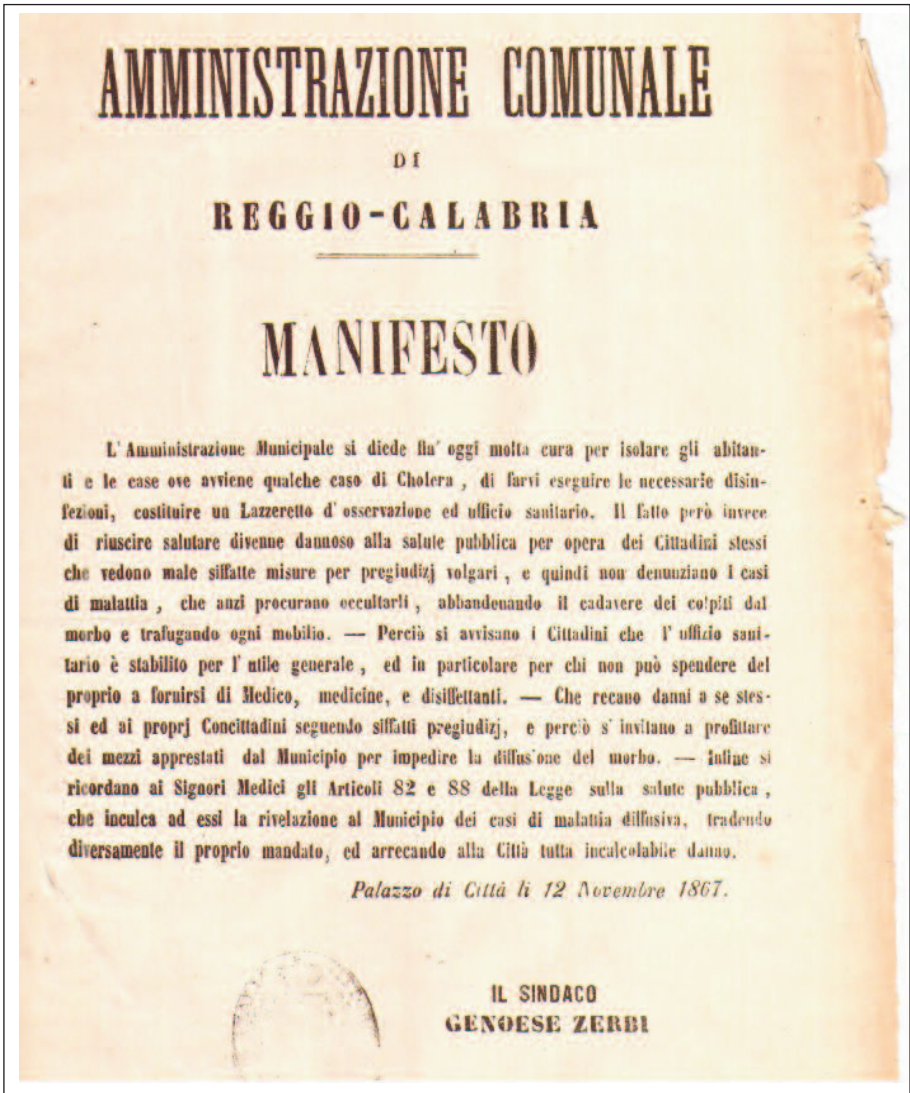 AMMINISTRAZIONE COMUNALE
DI
REGGIO-CALABRIA
MANIFESTO
L'Amministrazione Municipale si diede fin' oggi molta cura per isolare gli abitan-
ti e le case ove avviene qualche caso di Cholera, di farvi eseguire le necessarie disin-
fezioni, costituire un Lazzeretto d'osservazione ed ufficio sanitario. Il fatto però invece
di riuscire salutare divenne dannoso alla salute pubblica per opera dei Cittadini stessi
che vedono male siffatte misure per pregiudizj volgari, e quindi non denunziano i casi
di malattia, che anzi procurano occultarli, abbandenando il cadavere dei colpiti dal
morbo e trafugando ogni mobilio. — Perciò si avvisano i Cittadini che l'uffizio sani-
tario è stabilito per l'utile generale, ed in particolare per chi non può spendere del
proprio a fornirsi di Medico, medicine, e disiffettanti. — Che recano danni a se stes-
si ed ai proprj Concittadini seguendo siffatti pregiudizj, e perciò s'invitano a profittare
dei mezzi apprestati dal Municipio per impedire la diffusione del morbo. — Infine si
ricordano ai Signori Medici gli Articoli 82 e 88 della Legge sulla salute pubblica,
che inculca ad essi la rivelazione al Municipio dei casi di malattia diffusiva, tradendo
diversamente il proprio mandato, ed arrecando alla Città tutta incalcolabile danno.
Palazzo di Città li 12 Novembre 1867.
IL SINDACO
GENOESE ZERBI